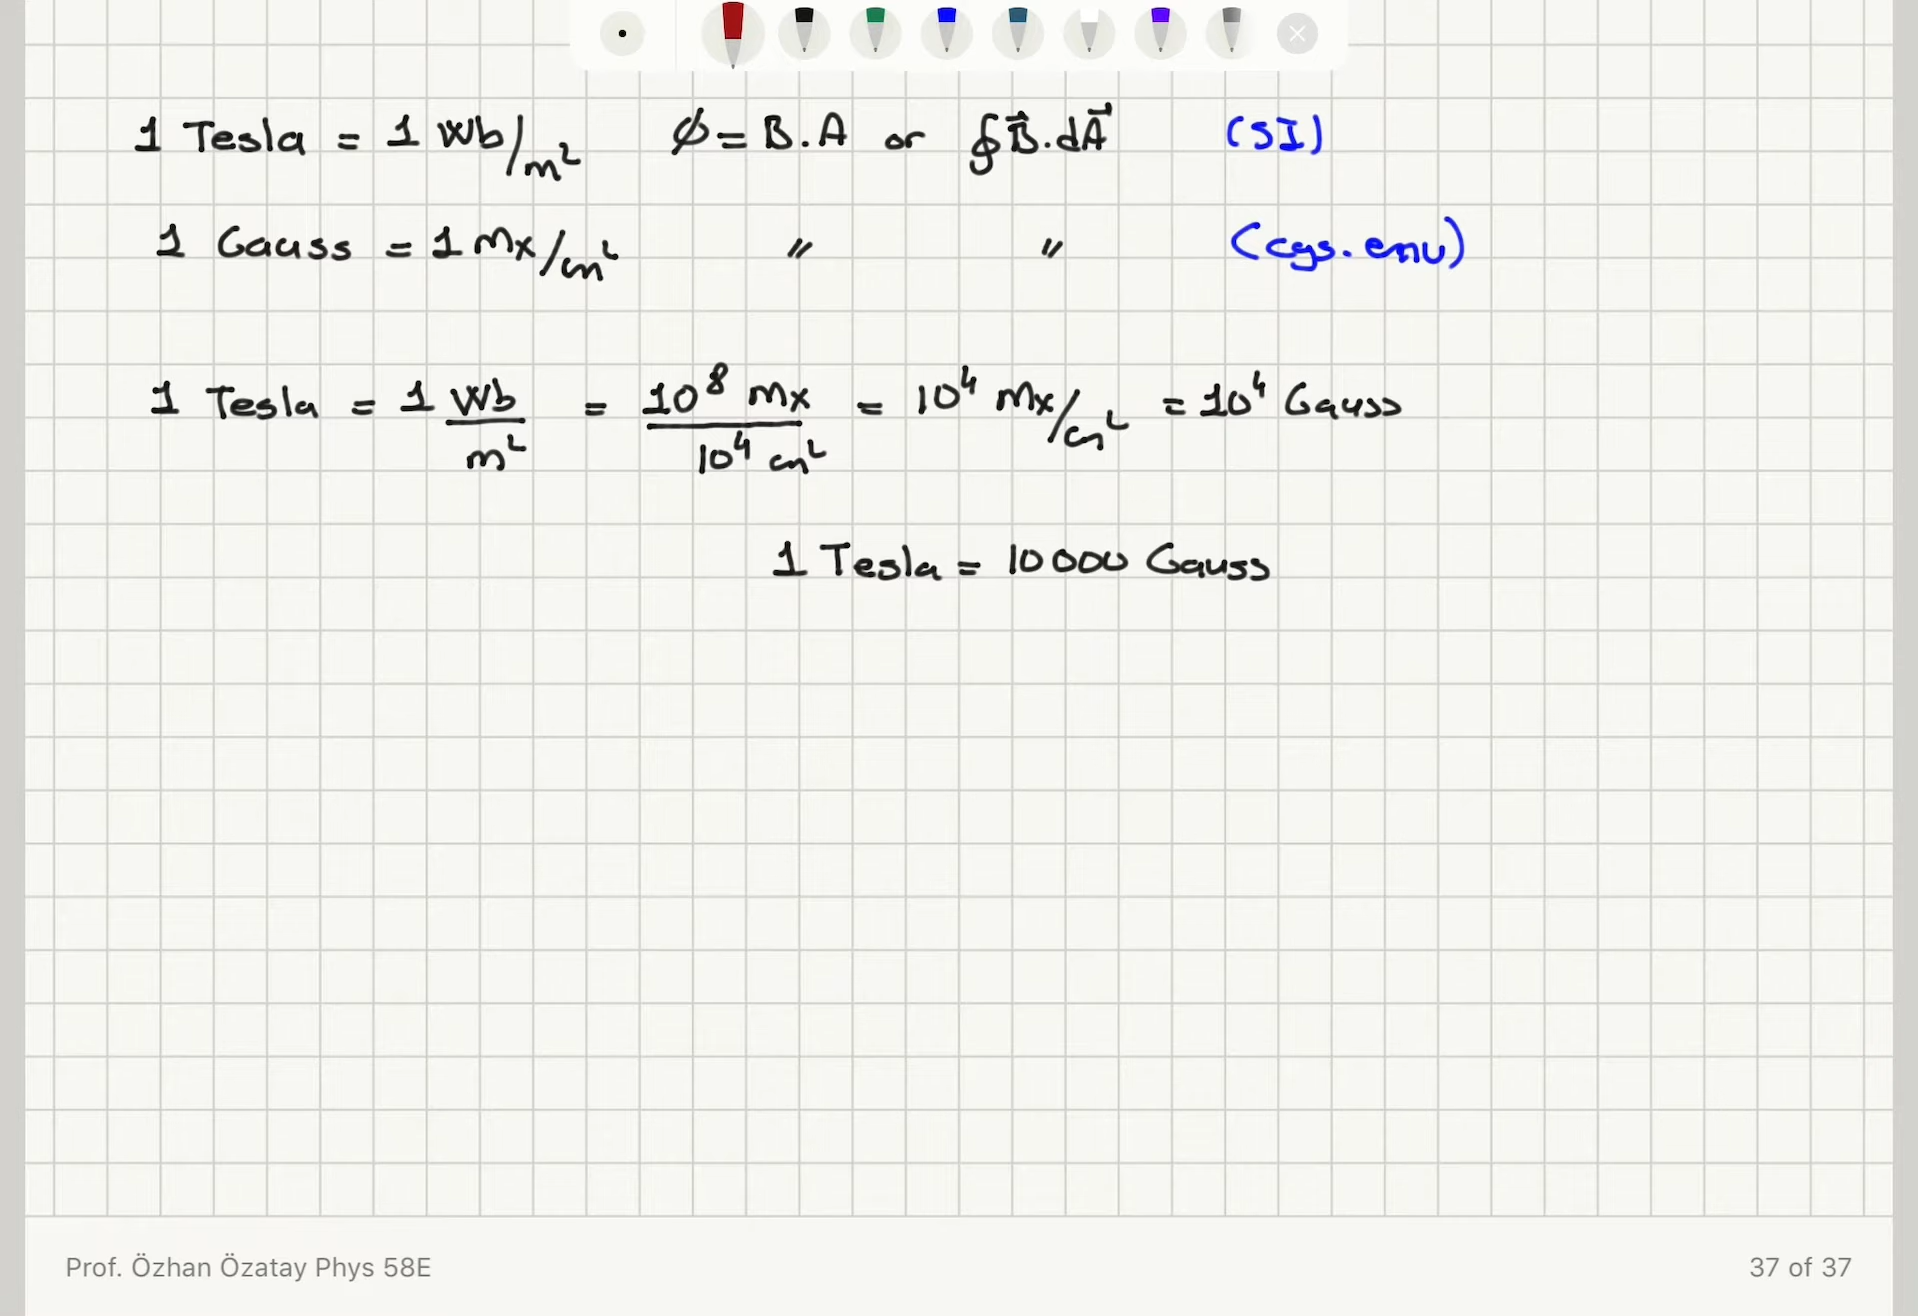 1 Tesla = 1 Wb/m² ϕ = B.A or ∮B⃗.dA⃗ (SI)
1 Gauss = 1 Mx/cm² " " (cgs.emu)
1 Tesla = 1 Wb/m² = 10⁸ Mx/10⁴ cm² = 10⁴ Mx/cm² = 10⁴ Gauss
1 Tesla = 10000 Gauss
Prof. Özhan Özatay Phys 58E
37 of 37